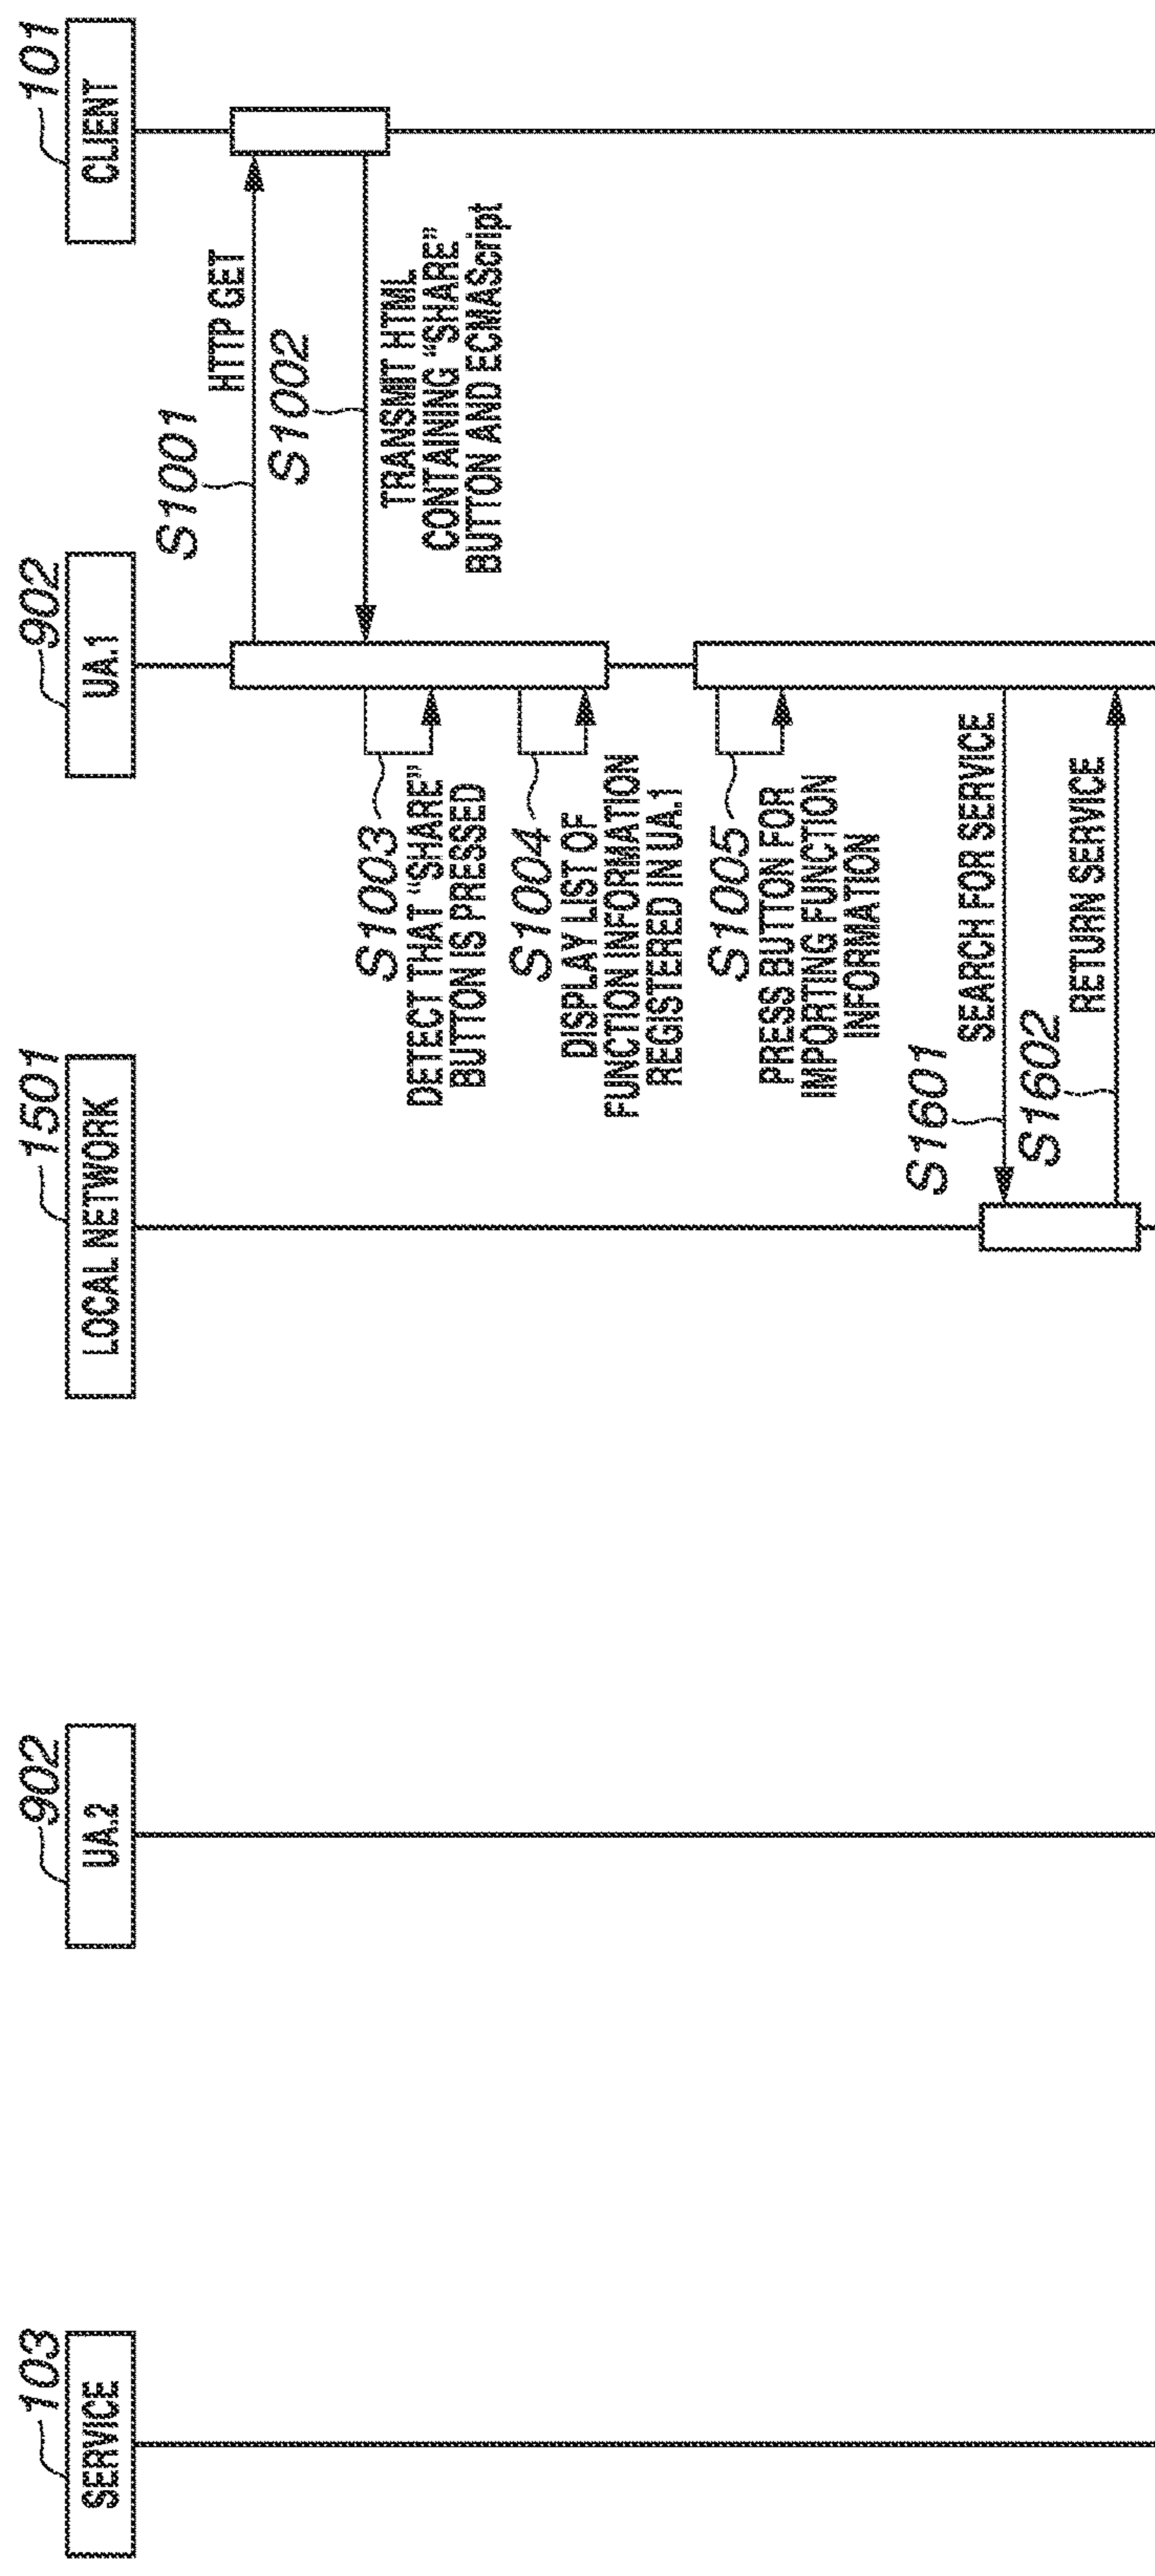 103
SERVICE
902
UA.2
1501
LOCAL NETWORK
902
UA.1
101
CLIENT
S1001
HTTP GET
S1002
TRANSMIT HTML
CONTAINING “SHARE”
BUTTON AND ECMAScript
S1003
DETECT THAT “SHARE”
BUTTON IS PRESSED
S1004
DISPLAY LIST OF
FUNCTION INFORMATION
REGISTERED IN UA.1
S1005
PRESS BUTTON FOR
IMPORTING FUNCTION
INFORMATION
S1601
SEARCH FOR SERVICE
S1602
RETURN SERVICE